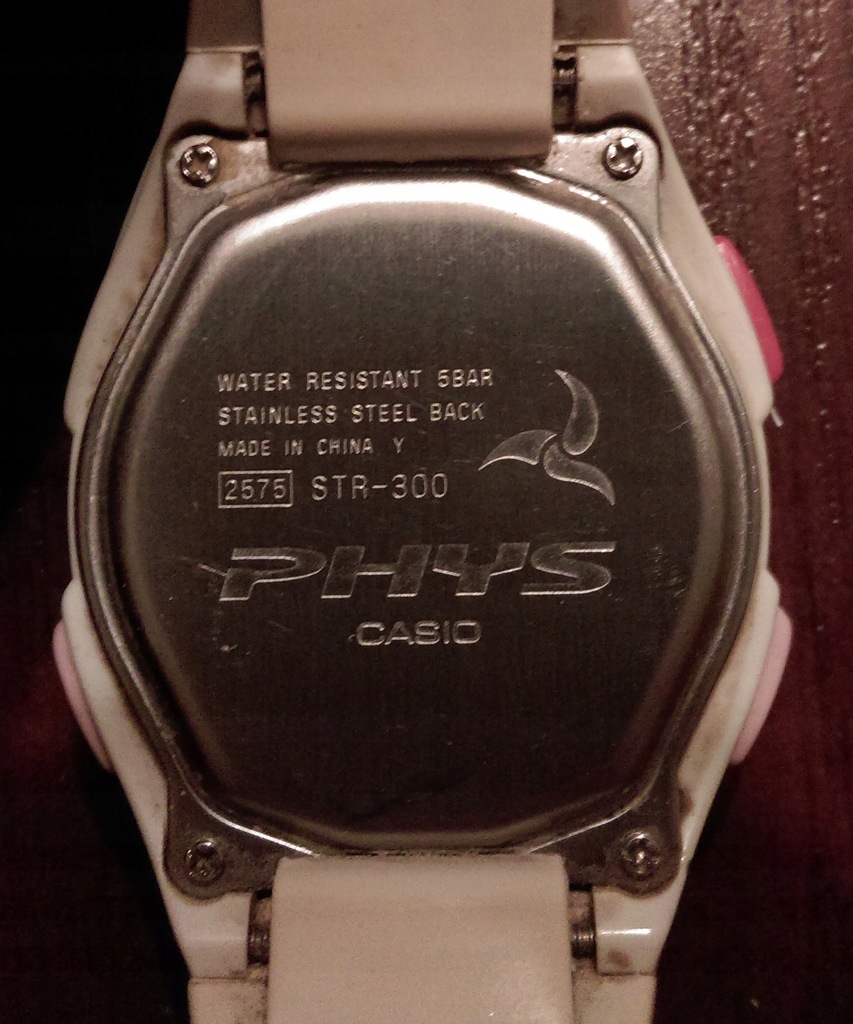 WATER RESISTANT 5BAR
STAINLESS STEEL BACK
MADE IN CHINA Y
2575 STR-300
PHYS
CASIO